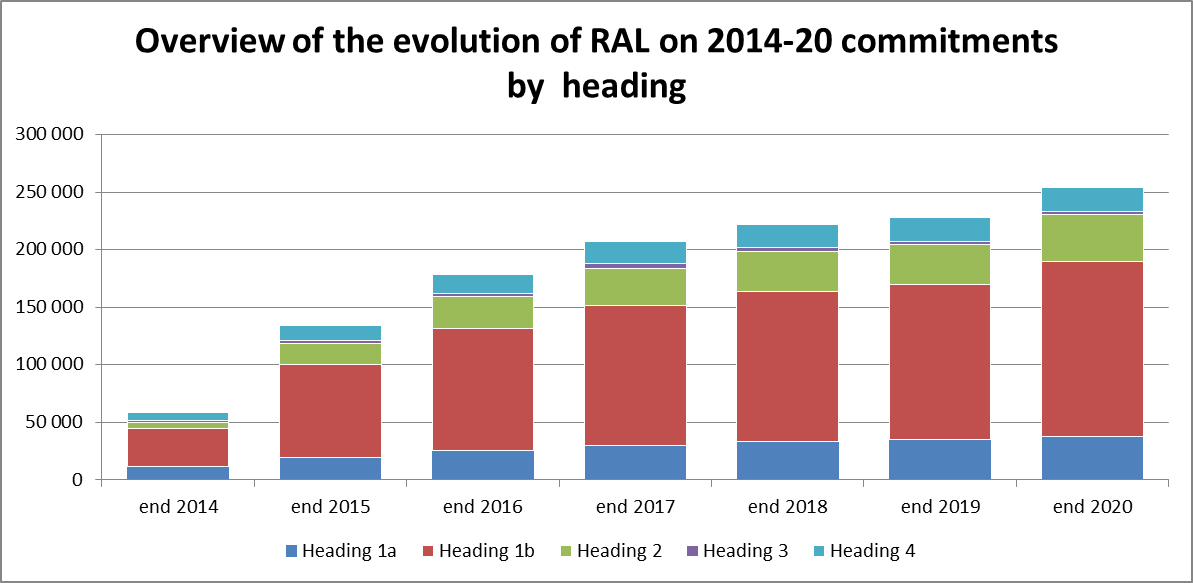 Overview of the evolution of RAL on 2014-20 commitments
by heading
300 000
250 000
200 000
150 000
100 000
50 000
0
end 2014 end 2015 end 2016 end 2017 end 2018 end 2019 end 2020
Heading 1a Heading 1b Heading 2 Heading 3 Heading 4